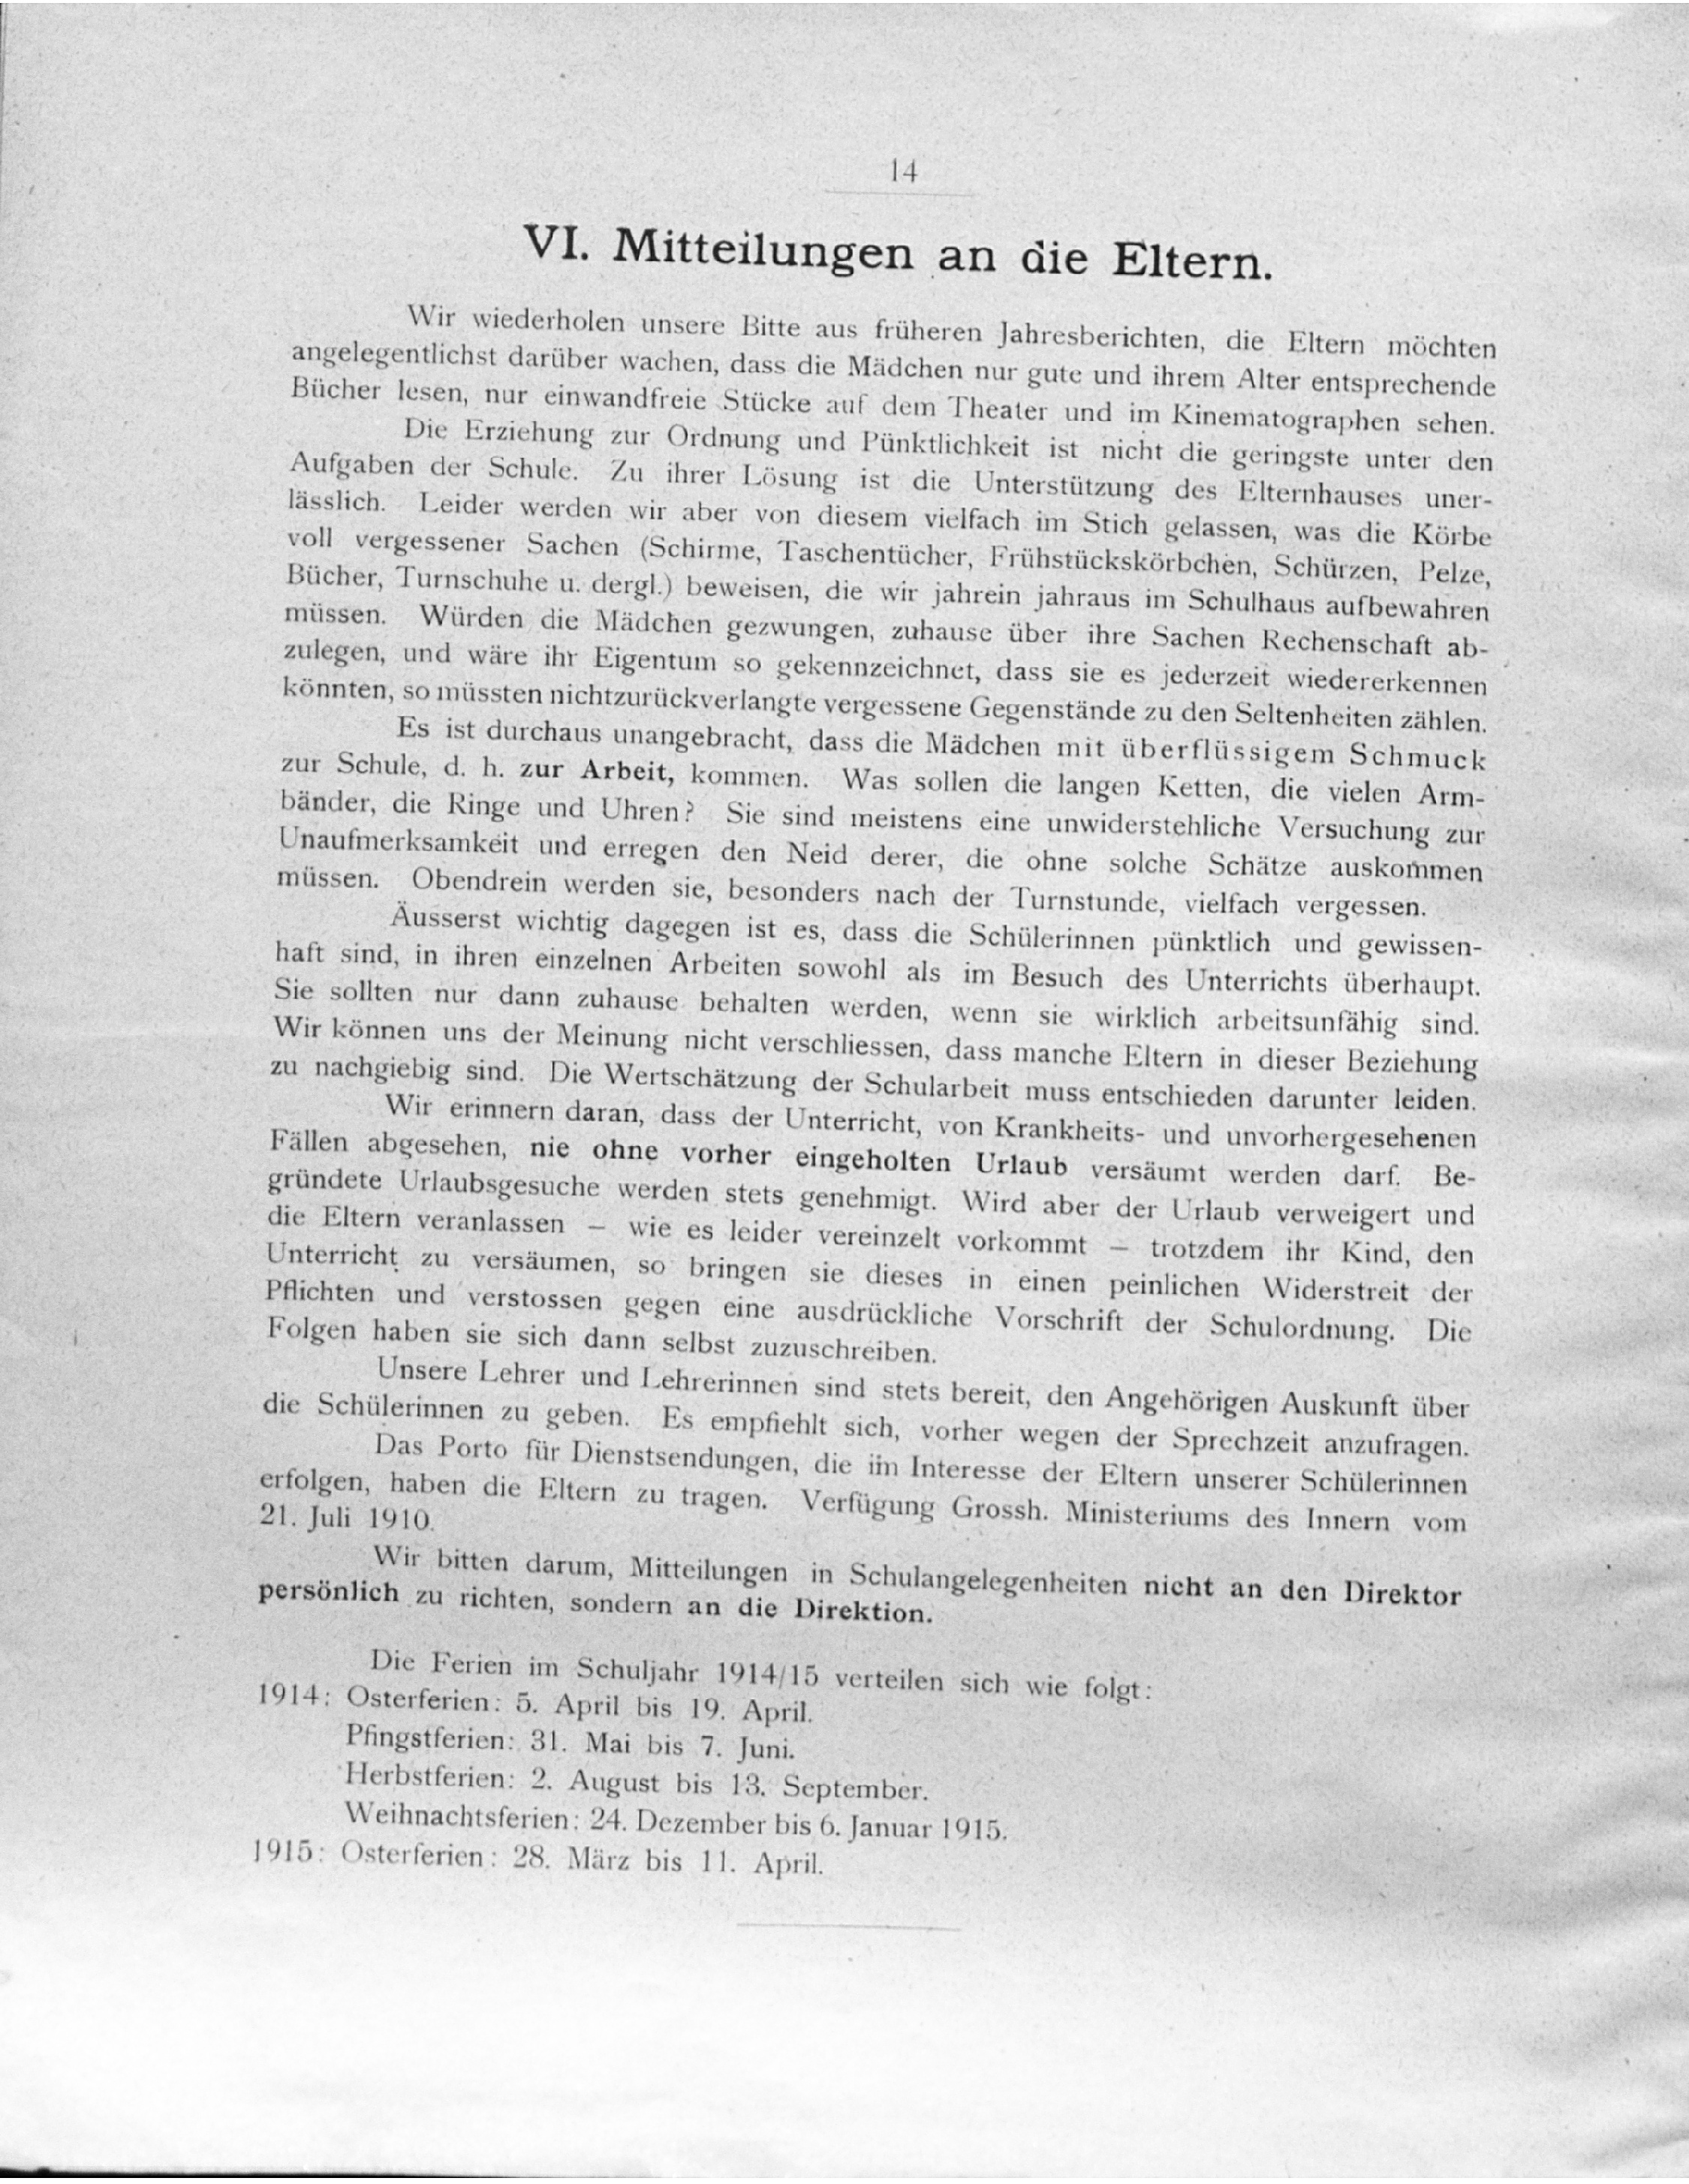 14
VI. Mitteilungen an die Eltern.
Wir wiederholen unsere Bitte aus früheren Jahresberichten, die Eltern möchten
angelegentlichst darüber wachen, dass die Mädchen nur gute und ihrem Alter entsprechende
Bücher lesen, nur einwandfreie Stücke auf dem Theater und im Kinematographen sehen.
Die Erziehung zur Ordnung und Pünktlichkeit ist nicht die geringste unter den
Aufgaben der Schule. Zu ihrer Lösung ist die Unterstützung des Elternhauses uner-
lässlich. Leider werden wir aber von diesem vielfach im Stich gelassen, was die Körbe
voll vergessener Sachen (Schirme, Taschentücher, Frühstückskörbchen, Schürzen, Pelze,
Bücher, Turnschuhe u. dergl.) beweisen, die wir jahrein jahraus im Schulhaus aufbewahren
müssen. Würden die Mädchen gezwungen, zuhause über ihre Sachen Rechenschaft ab-
zulegen, und wäre ihr Eigentum so gekennzeichnet, dass sie es jederzeit wiedererkennen
könnten, so müssten nichtzurückverlangte vergessene Gegenstände zu den Seltenheiten zählen.
Es ist durchaus unangebracht, dass die Mädchen mit überflüssigem Schmuck
zur Schule, d. h. zur Arbeit, kommen. Was sollen die langen Ketten, die vielen Arm-
bänder, die Ringe und Uhren? Sie sind meistens eine unwiderstehliche Versuchung zur
Unaufmerksamkeit und erregen den Neid derer, die ohne solche Schätze auskommen
müssen. Obendrein werden sie, besonders nach der Turnstunde, vielfach vergessen.
Äusserst wichtig dagegen ist es, dass die Schülerinnen pünktlich und gewissen-
haft sind, in ihren einzelnen Arbeiten sowohl als im Besuch des Unterrichts überhaupt.
Sie sollten nur dann zuhause behalten werden, wenn sie wirklich arbeitsunfähig sind.
Wir können uns der Meinung nicht verschliessen, dass manche Eltern in dieser Beziehung
zu nachgiebig sind. Die Wertschätzung der Schularbeit muss entschieden darunter leiden.
Wir erinnern daran, dass der Unterricht, von Krankheits- und unvorhergesehenen
Fällen abgesehen, nie ohne vorher eingeholten Urlaub versäumt werden darf. Be-
gründete Urlaubsgesuche werden stets genehmigt. Wird aber der Urlaub verweigert und
die Eltern veranlassen — wie es leider vereinzelt vorkommt — trotzdem ihr Kind, den
Unterricht zu versäumen, so bringen sie dieses in einen peinlichen Widerstreit der
Pflichten und verstossen gegen eine ausdrückliche Vorschrift der Schulordnung. Die
Folgen haben sie sich dann selbst zuzuschreiben.
Unsere Lehrer und Lehrerinnen sind stets bereit, den Angehörigen Auskunft über
die Schülerinnen zu geben. Es empfiehlt sich, vorher wegen der Sprechzeit anzufragen.
Das Porto für Dienstsendungen, die im Interesse der Eltern unserer Schülerinnen
erfolgen, haben die Eltern zu tragen. Verfügung Grossh. Ministeriums des Innern vom
21. Juli 1910.
Wir bitten darum, Mitteilungen in Schulangelegenheiten nicht an den Direktor
persönlich zu richten, sondern an die Direktion.
Die Ferien im Schuljahr 1914/15 verteilen sich wie folgt:
1914: Osterferien: 5. April bis 19. April.
Pfingstferien: 31. Mai bis 7. Juni.
Herbstferien: 2. August bis 13. September.
Weihnachtsferien: 24. Dezember bis 6. Januar 1915.
1915: Osterferien: 28. März bis 11. April.